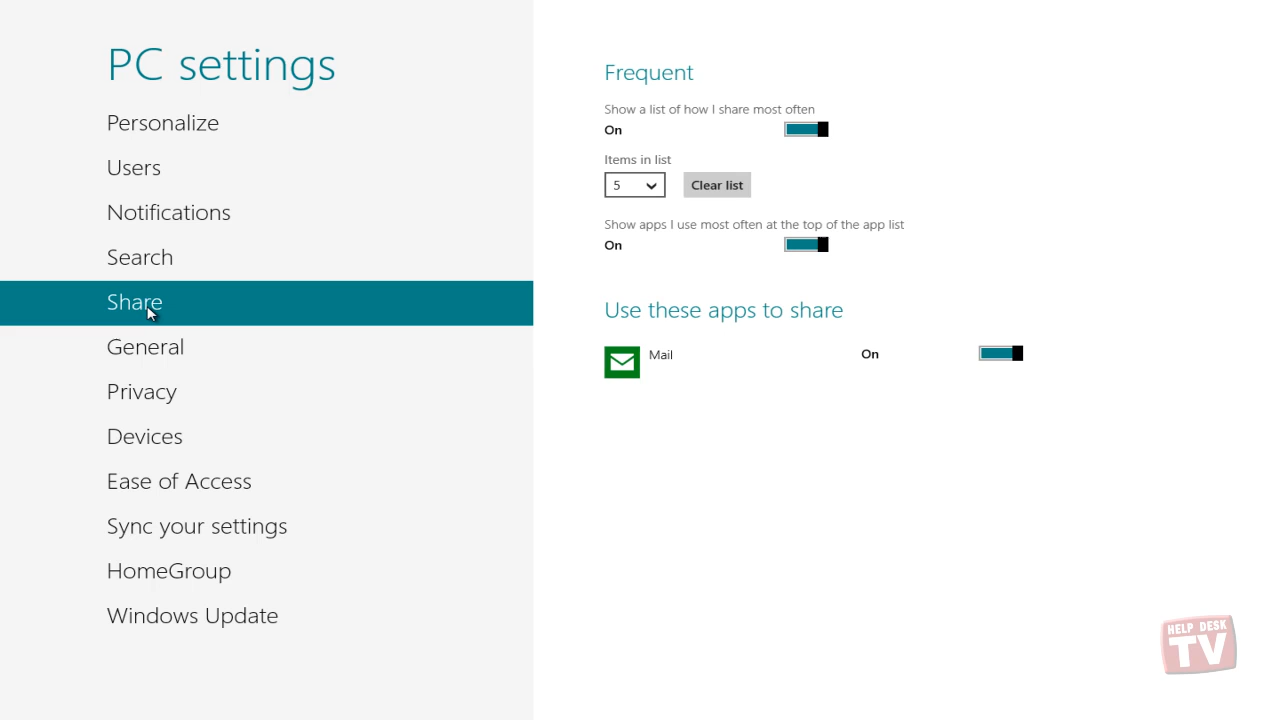 PC settings
Personalize
Users
Notifications
Search
Share
General
Privacy
Devices
Ease of Access
Sync your settings
HomeGroup
Windows Update
Frequent
Show a list of how I share most often
On
Items in list
5
Clear list
Show apps I use most often at the top of the app list
On
Use these apps to share
Mail
On
HELP DESK
TV